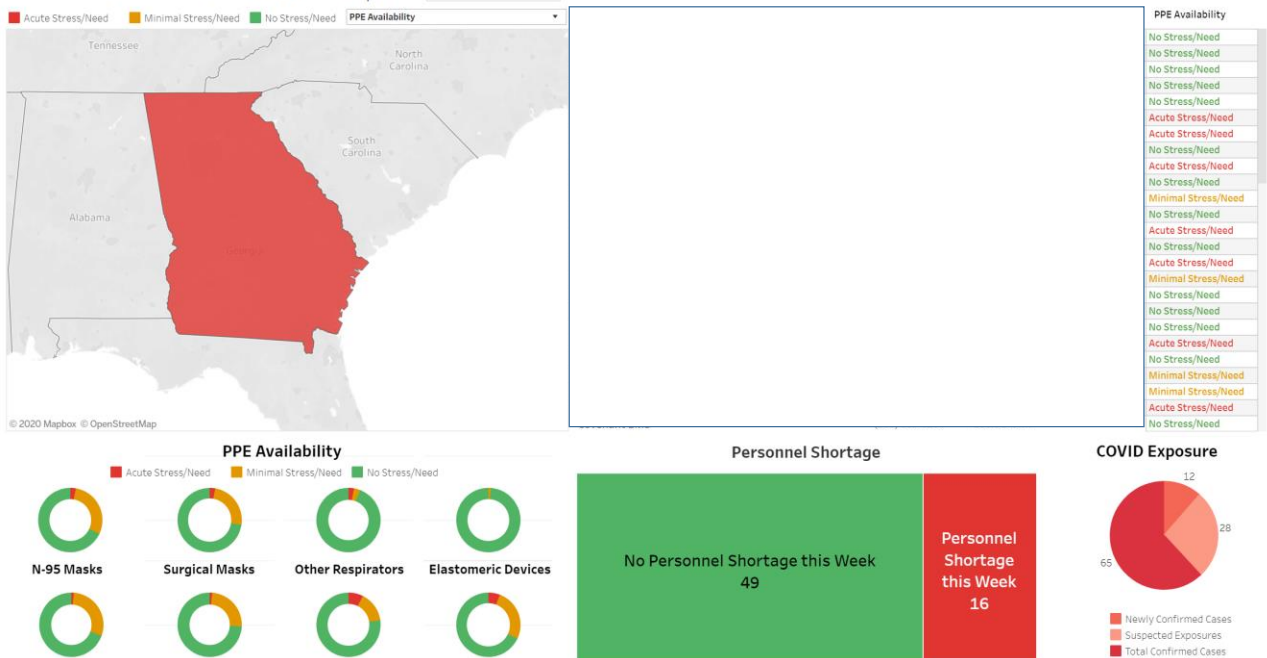 Acute Stress/Need
Minimal Stress/Need
No Stress/Need
PPE Availability
Tennessee
North
Carolina
South
Carolina
Alabama
Georgia
© 2020 Mapbox © OpenStreetMap
PPE Availability
No Stress/Need
No Stress/Need
No Stress/Need
No Stress/Need
No Stress/Need
Acute Stress/Need
Acute Stress/Need
No Stress/Need
Acute Stress/Need
No Stress/Need
Minimal Stress/Need
No Stress/Need
Acute Stress/Need
No Stress/Need
Acute Stress/Need
Minimal Stress/Need
No Stress/Need
No Stress/Need
No Stress/Need
Acute Stress/Need
No Stress/Need
Minimal Stress/Need
Minimal Stress/Need
Acute Stress/Need
No Stress/Need
PPE Availability
Acute Stress/Need
Minimal Stress/Need
No Stress/Need
N-95 Masks
Surgical Masks
Other Respirators
Elastomeric Devices
Personnel Shortage
No Personnel Shortage this Week
49
Personnel
Shortage
this Week
16
COVID Exposure
12
28
65
Newly Confirmed Cases
Suspected Exposures
Total Confirmed Cases